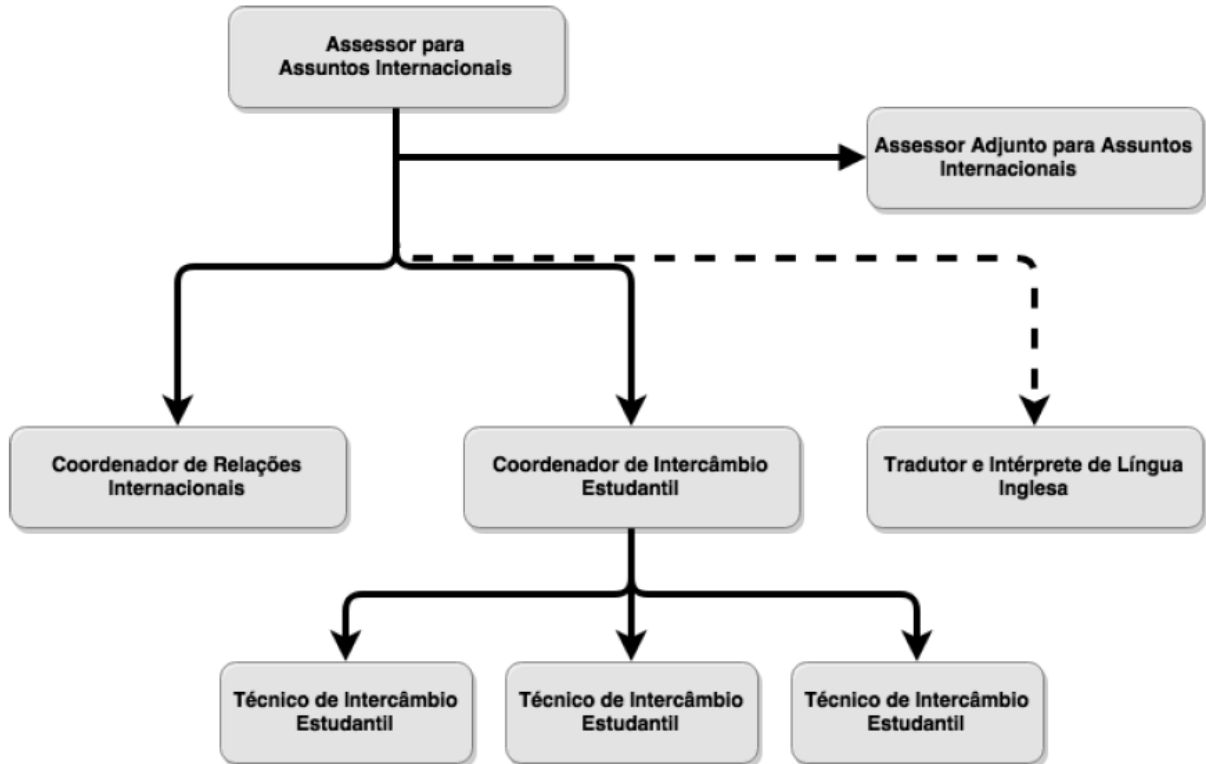 Assessor para
Assuntos Internacionais
Assessor Adjunto para Assuntos
Internacionais
Coordenador de Relações
Internacionais
Coordenador de Intercâmbio
Estudantil
Tradutor e Intérprete de Língua
Inglesa
Técnico de Intercâmbio
Estudantil
Técnico de Intercâmbio
Estudantil
Técnico de Intercâmbio
Estudantil